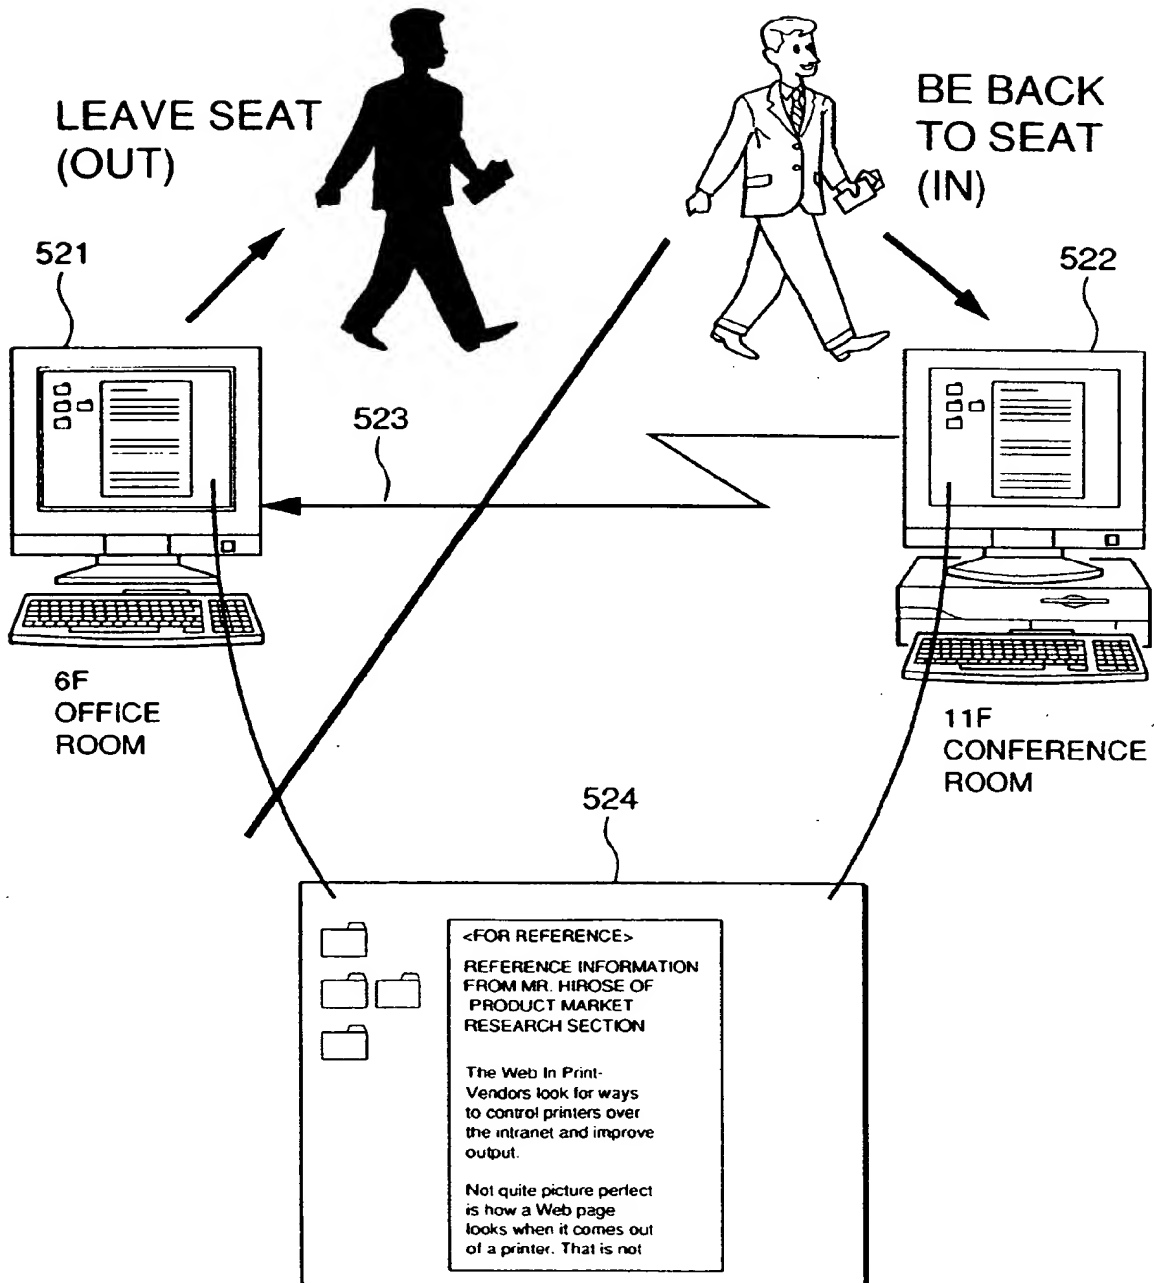 LEAVE SEAT
(OUT)
BE BACK
TO SEAT
(IN)
521
522
523
6F
OFFICE
ROOM
11F
CONFERENCE
ROOM
524
<FOR REFERENCE>
REFERENCE INFORMATION
FROM MR. HIROSE OF
PRODUCT MARKET
RESEARCH SECTION
The Web In Print-
Vendors look for ways
to control printers over
the intranet and improve
output.
Not quite picture perfect
is how a Web page
looks when it comes out
of a printer. That is not